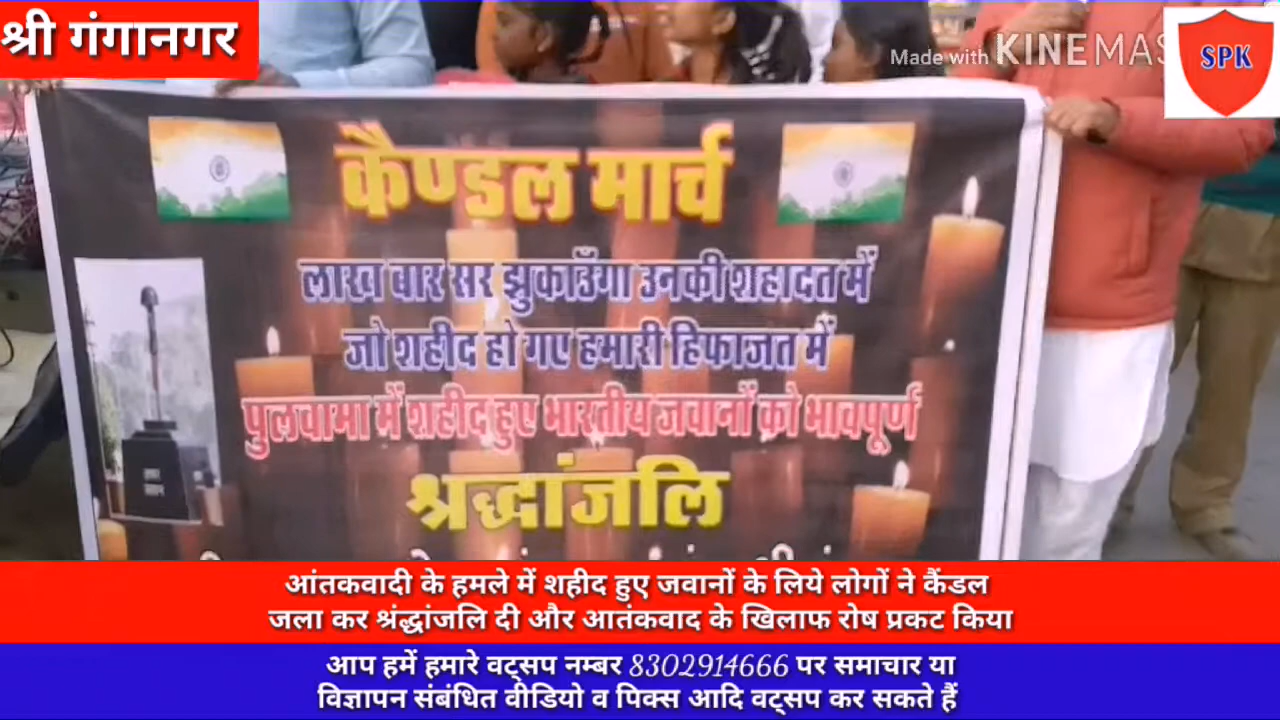 श्री गंगानगर
Made with KINEMAS
SPK
कैण्डल मार्च
लाख बार सर झुकाउँगा उनकी शहादत में
जो शहीद हो गए हमारी हिफाजत में
पुलवामा में शहीद हुए भारतीय जवानों को भावपूर्ण
श्रद्धांजलि
आंतकवादी के हमले में शहीद हुए जवानों के लिये लोगों ने कैंडल
जला कर श्रंद्धांजलि दी और आतंकवाद के खिलाफ रोष प्रकट किया
आप हमें हमारे वट्सप नम्बर 8302914666 पर समाचार या
विज्ञापन संबंधित वीडियो व पिक्स आदि वट्सप कर सकते हैं